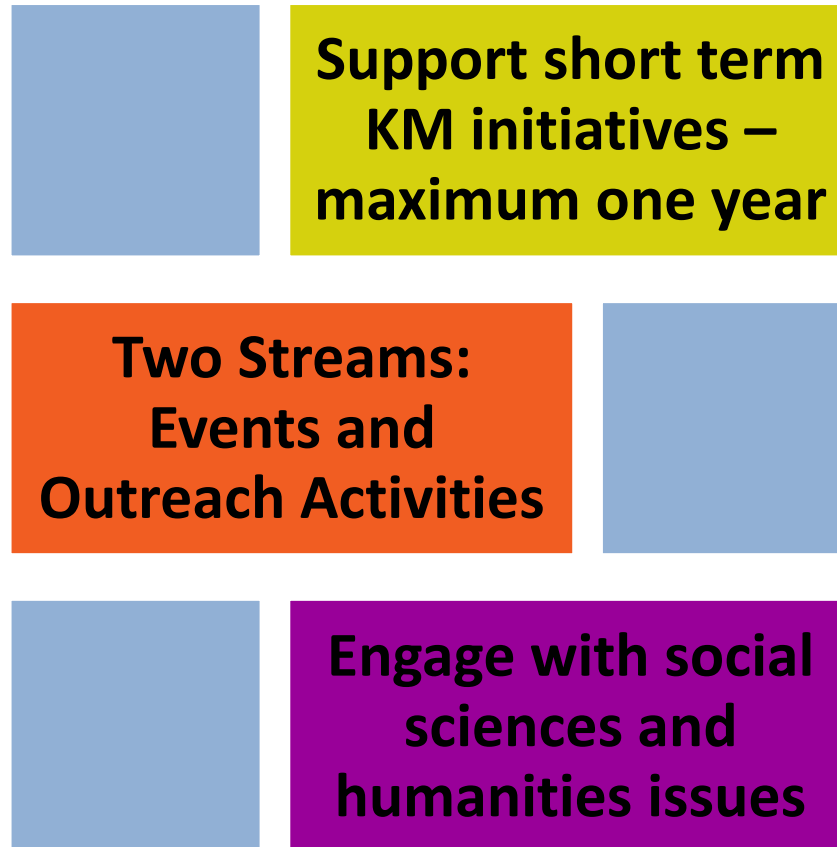 Support short term
KM initiatives –
maximum one year
Two Streams:
Events and
Outreach Activities
Engage with social
sciences and
humanities issues